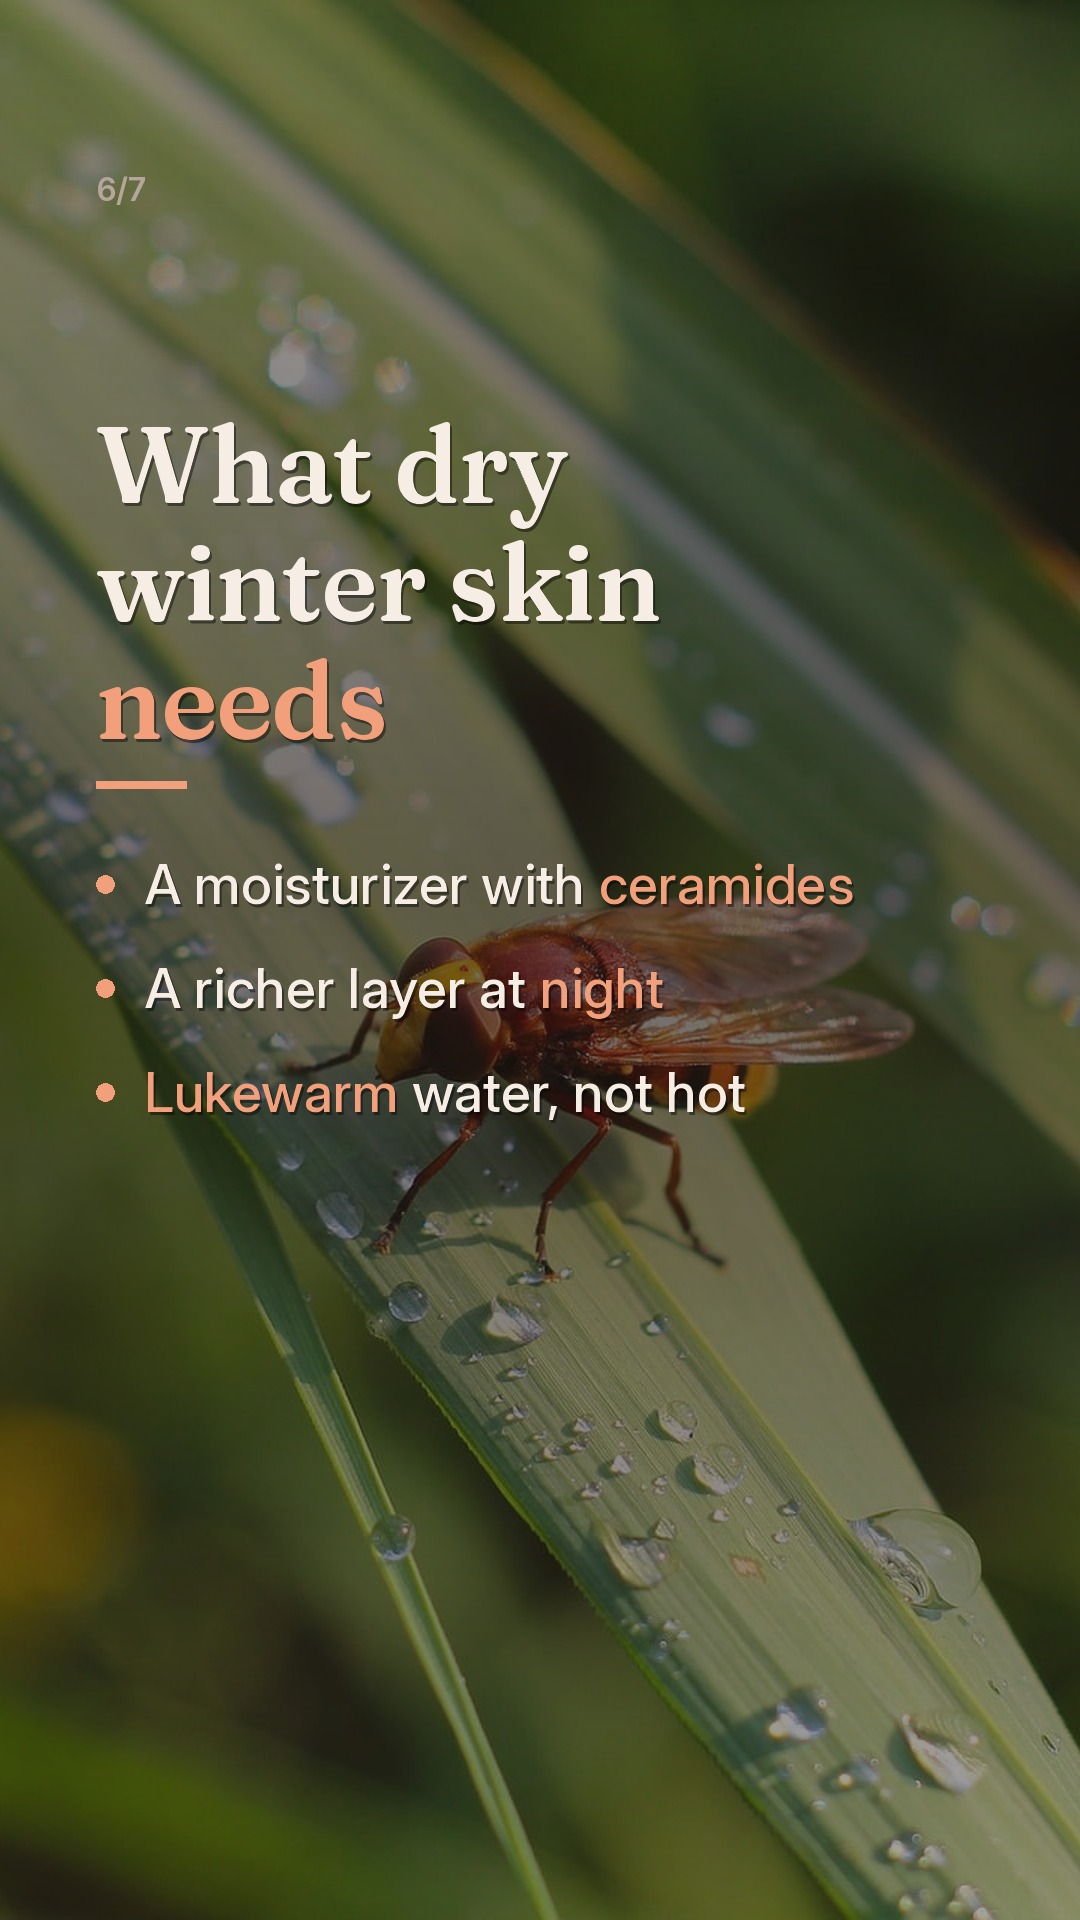 6/7
What dry
winter skin
needs
• A moisturizer with ceramides
• A richer layer at night
• Lukewarm water, not hot